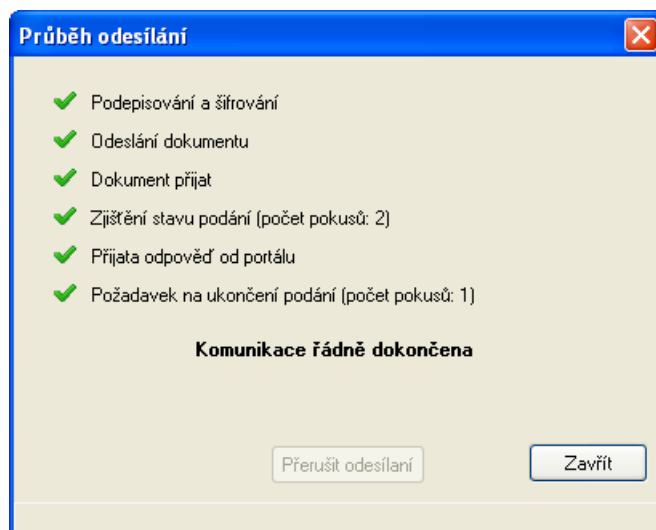 Průběh odesílání
Podepisování a šifrování
Odeslání dokumentu
Dokument přijat
Zjištění stavu podání (počet pokusů: 2)
Přijata odpověď od portálu
Požadavek na ukončení podání (počet pokusů: 1)
Komunikace řádně dokončena
Přerušit odesílaní
Zavřít